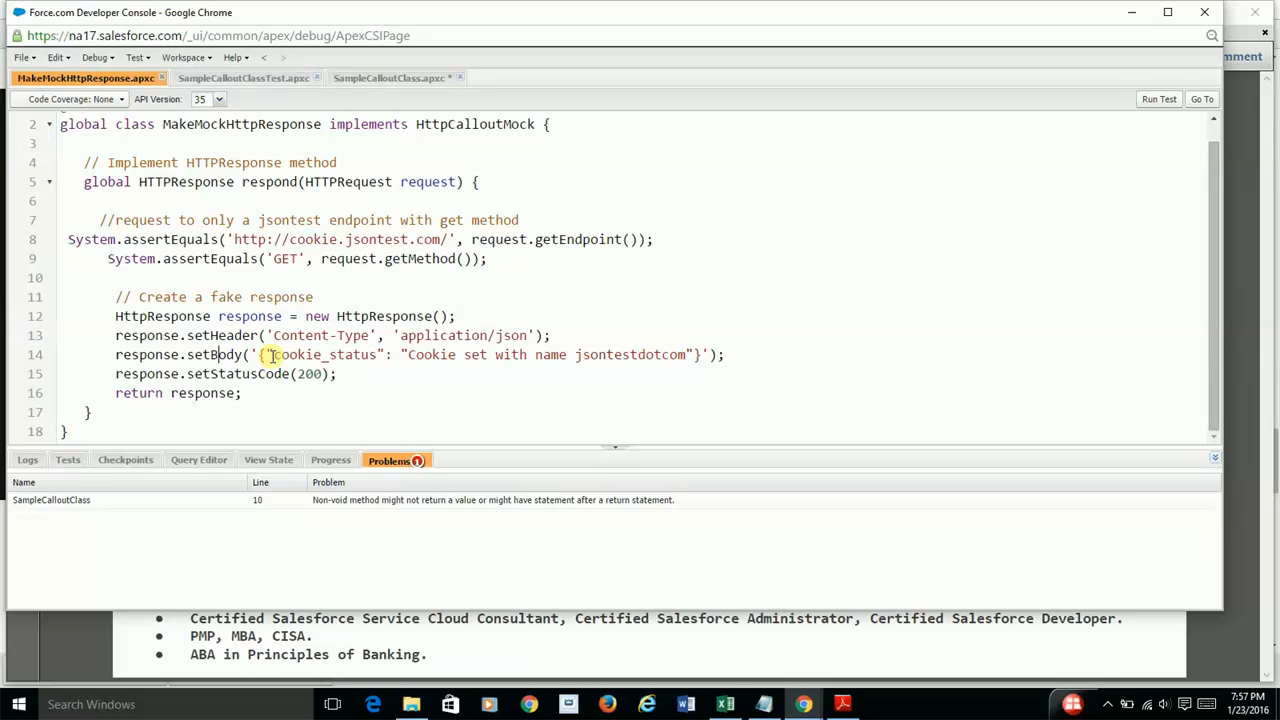 Force.com Developer Console - Google Chrome
https://na17.salesforce.com/_ui/common/apex/debug/ApexCSIPage
File Edit Debug Test Workspace Help < >
mment
MakeMockHttpResponse.apxc SampleCalloutClassTest.apxc SampleCalloutClass.apxc *
Code Coverage: None API Version: 35 Run Test Go To
2 global class MakeMockHttpResponse implements HttpCalloutMock {
3
4 // Implement HTTPResponse method
5 global HTTPResponse respond(HTTPRequest request) {
6
7 //request to only a jsontest endpoint with get method
8 System.assertEquals('http://cookie.jsontest.com/', request.getEndpoint());
9 System.assertEquals('GET', request.getMethod());
10
11 // Create a fake response
12 HttpResponse response = new HttpResponse();
13 response.setHeader('Content-Type', 'application/json');
14 response.setBody('{"cookie_status": "Cookie set with name jsontestdotcom"}');
15 response.setStatusCode(200);
16 return response;
17 }
18 }
Logs Tests Checkpoints Query Editor View State Progress Problems 1
Name Line Problem
SampleCalloutClass 10 Non-void method might not return a value or might have statement after a return statement.
• Certified Salesforce Service Cloud Consultant, Certified Salesforce Administrator, Certified Salesforce Developer.
• PMP, MBA, CISA.
• ABA in Principles of Banking.
Search Windows
7:57 PM
1/23/2016